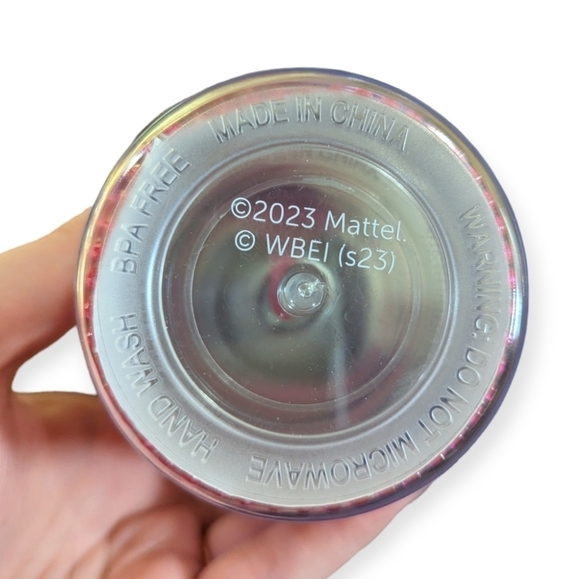 MADE IN CHINA
WARNING: DO NOT MICROWAVE
HAND WASH
BPA FREE
©2023 Mattel.
© WBEI (s23)